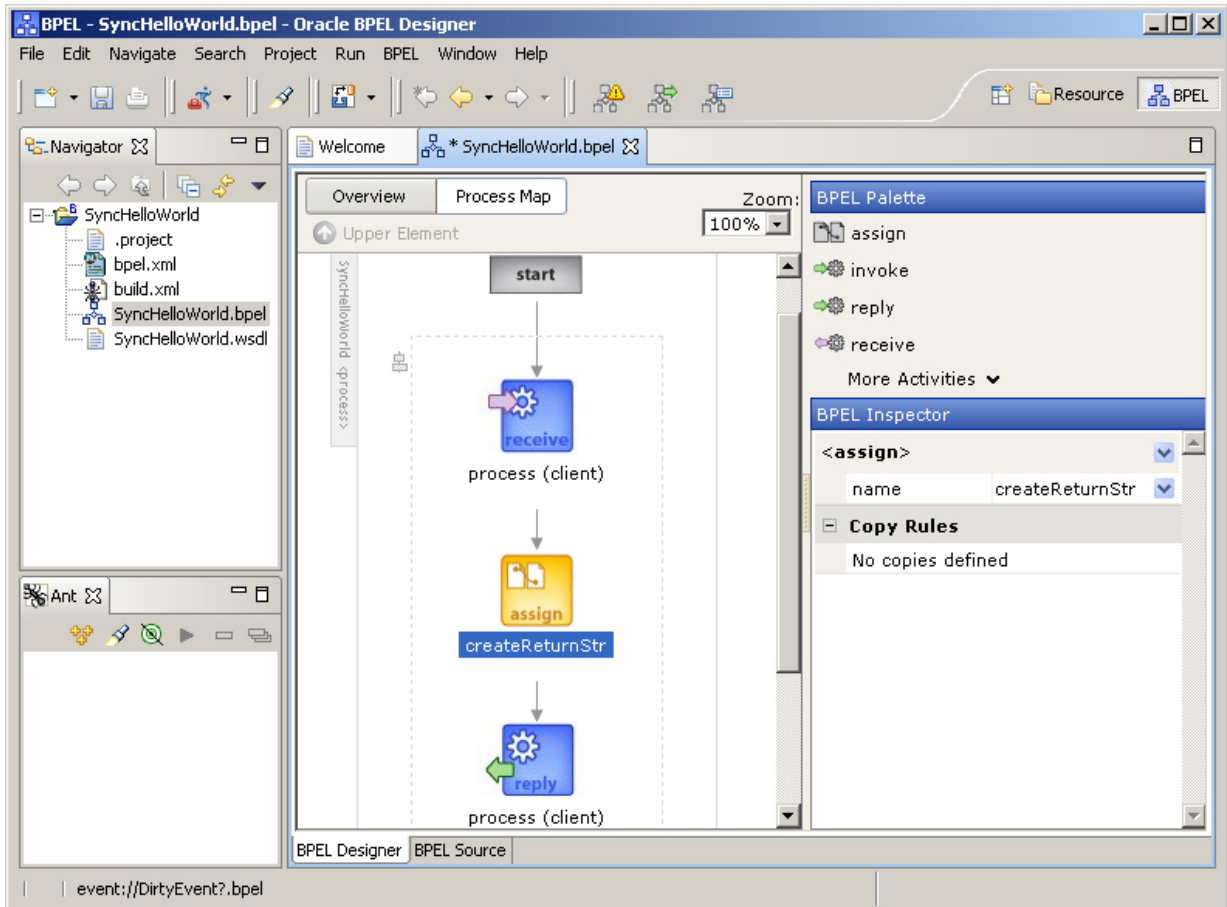 BPEL - SyncHelloWorld.bpel - Oracle BPEL Designer
File Edit Navigate Search Project Run BPEL Window Help
Resource
BPEL
Navigator
SyncHelloWorld
.project
bpel.xml
build.xml
SyncHelloWorld.bpel
SyncHelloWorld.wsdl
Ant
Welcome
* SyncHelloWorld.bpel
Overview
Process Map
Zoom:
100%
Upper Element
syncHelloWorld <process>
start
receive
process (client)
assign
createReturnStr
reply
process (client)
BPEL Designer
BPEL Source
BPEL Palette
assign
invoke
reply
receive
More Activities
BPEL Inspector
<assign>
name createReturnStr
Copy Rules
No copies defined
event://DirtyEvent?.bpel